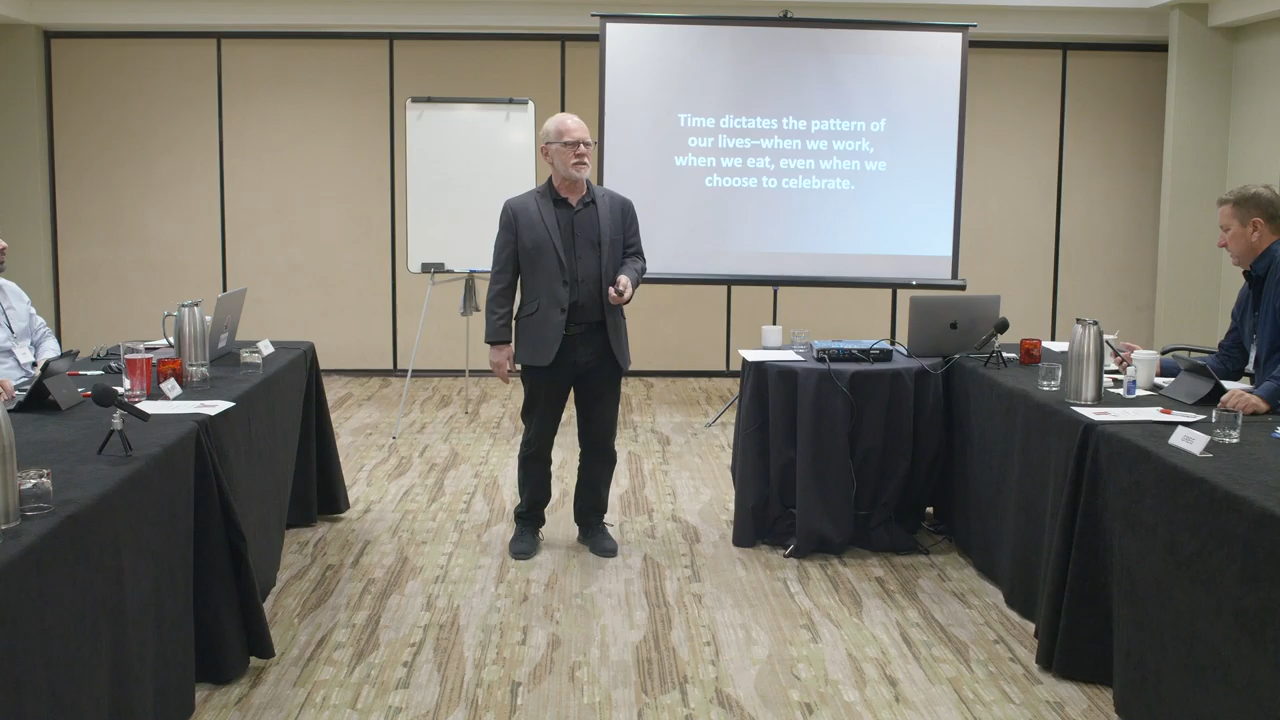 Time dictates the pattern of
our lives–when we work,
when we eat, even when we
choose to celebrate.
GREG